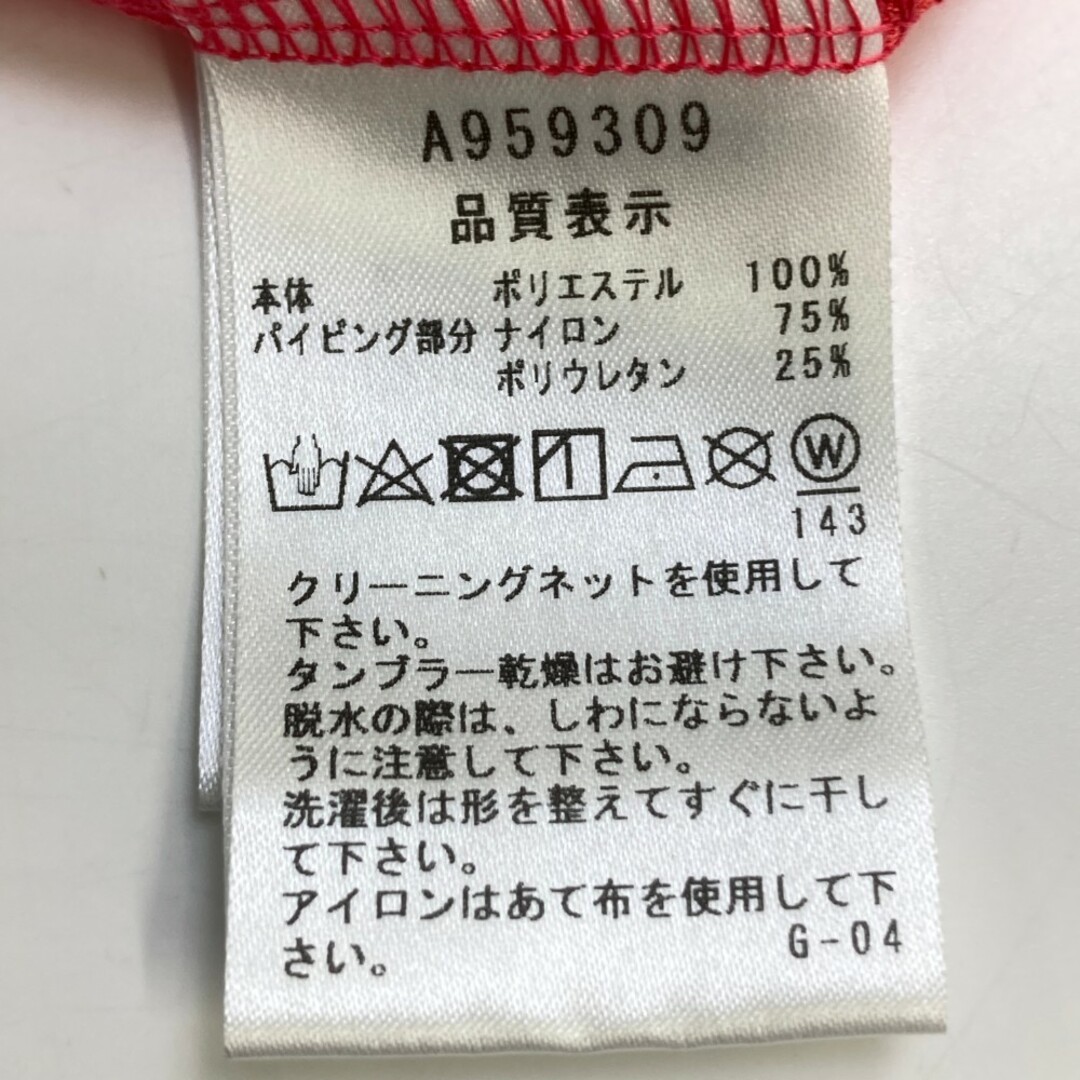 A959309
品質表示
本体 ポリエステル 100%
パイピング部分 ナイロン 75%
ポリウレタン 25%
W
143
クリーニングネットを使用して
下さい。
タンブラー乾燥はお避け下さい。
脱水の際は、しわにならないよ
うに注意して下さい。
洗濯後は形を整えてすぐに干し
て下さい。
アイロンはあて布を使用して下
さい。 G-04